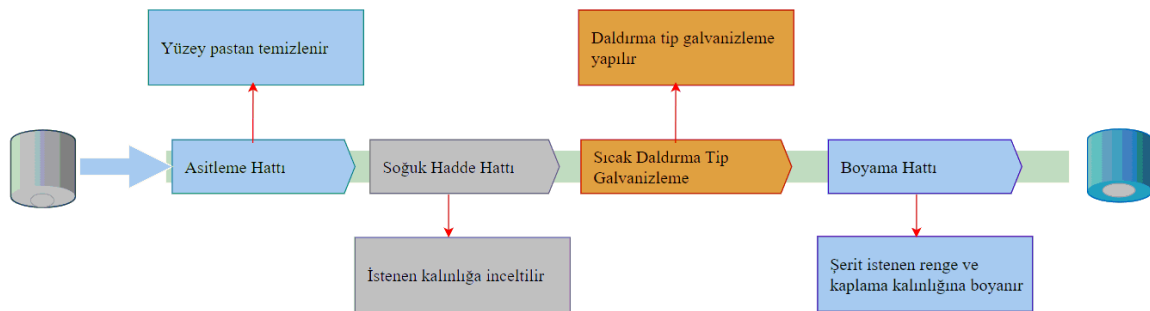 Yüzey pastan temizlenir
Daldırma tip galvanizleme
yapılır
Asitleme Hattı
Soğuk Hadde Hattı
Sıcak Daldırma Tip
Galvanizleme
Boyama Hattı
İstenen kalınlığa inceltilir
Şerit istenen renge ve
kaplama kalınlığına boyanır